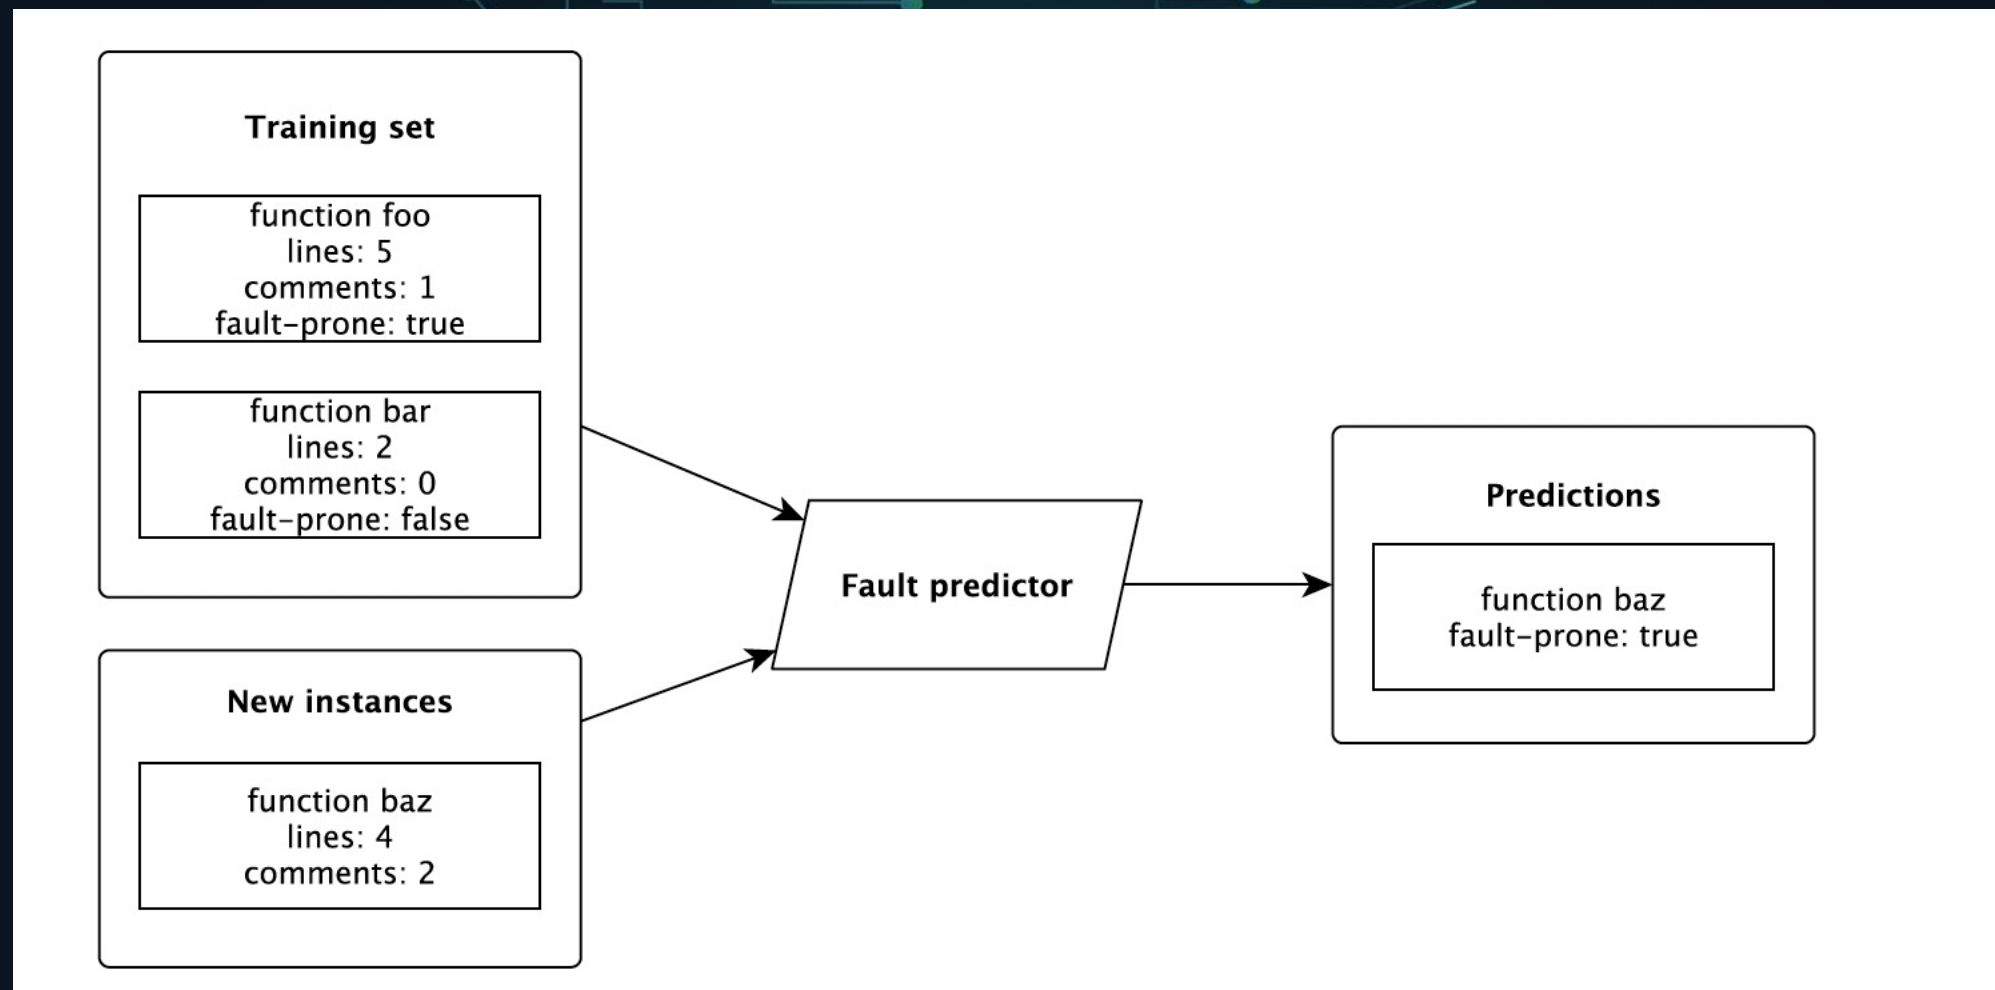 Training set
function foo
lines: 5
comments: 1
fault-prone: true
function bar
lines: 2
comments: 0
fault-prone: false
New instances
function baz
lines: 4
comments: 2
Fault predictor
Predictions
function baz
fault-prone: true